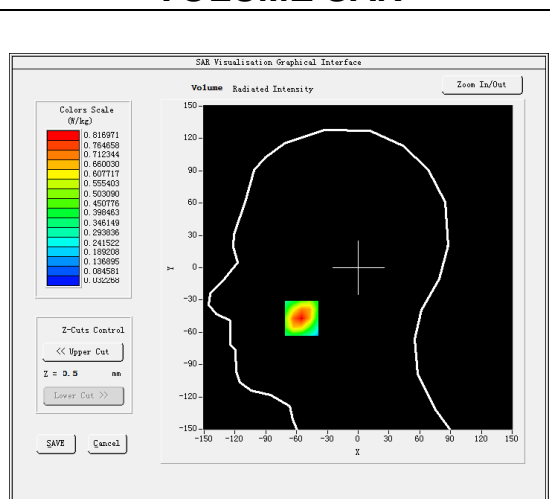 VOLUME SAR
SAR Visualisation Graphical Interface
Volume Radiated Intensity
Zoom In/Out
Colors Scale
(W/kg)
0.816971
0.764658
0.712344
0.660030
0.607717
0.555403
0.503090
0.450776
0.398463
0.346149
0.293836
0.241522
0.189208
0.136895
0.084581
0.032268
Z-Cuts Control
<< Upper Cut
Z = 0.5 mm
Lower Cut >>
SAVE
Cancel
150
120
90
60
30
0
-30
-60
-90
-120
-150
Y
-150 -120 -90 -60 -30 0 30 60 90 120 150
X